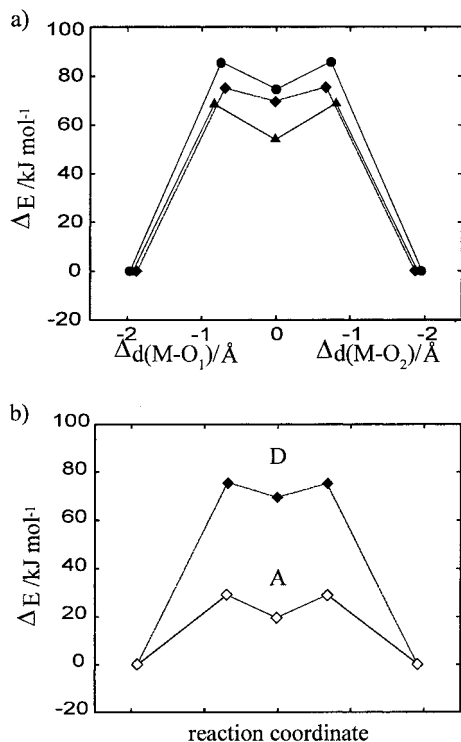 a)
100
80
60
40
20
0
-20
ΔE /kJ mol-1
-2 -1 0 -1 -2
Δd(M-O1)/Å Δd(M-O2)/Å
b)
100
80
60
40
20
0
-20
ΔE /kJ mol-1
D
A
reaction coordinate